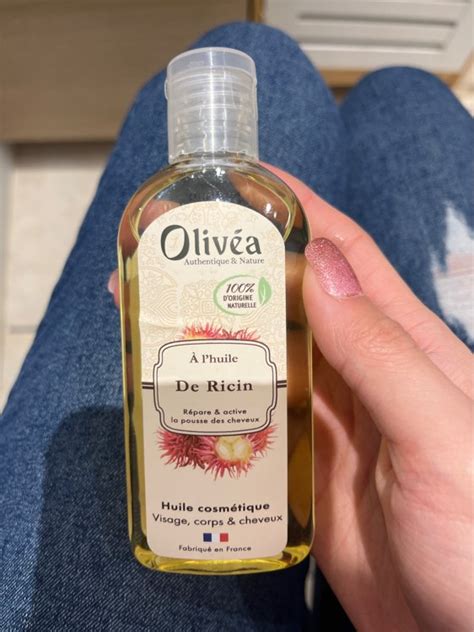 Olivéa
Authentique & Nature
100%
D'ORIGINE
NATURELLE
À l'huile
De Ricin
Répare & active
la pousse des cheveux
Huile cosmétique
Visage, corps & cheveux
Fabriqué en France